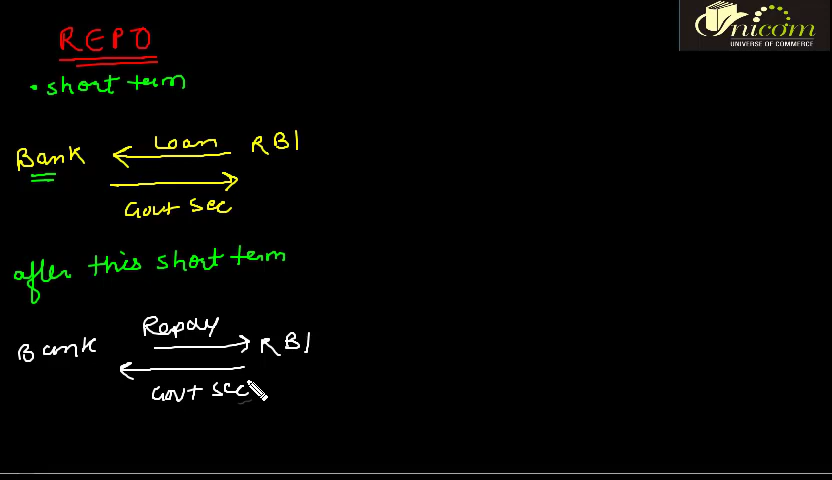 Unicom
UNIVERSE OF COMMERCE
REPO
• short term
Bank Loan RBI
Govt Sec
after this short term
Bank Repay RBI
Govt Sec